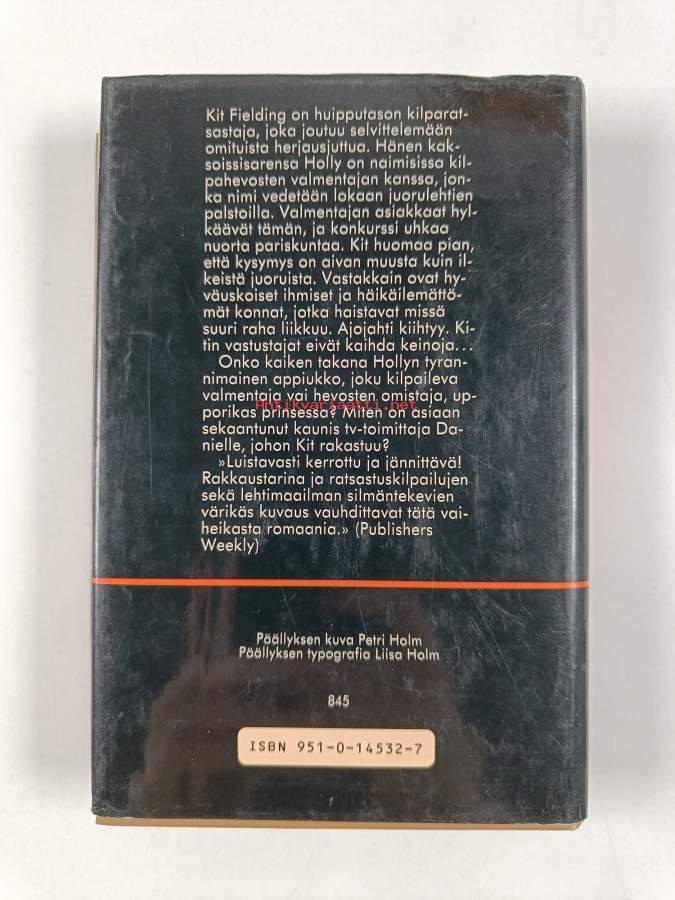 Kit Fielding on huipputason kilparat-
sastaja, joka joutuu selvittelemään
omituista herjausjuttua. Hänen kak-
soissisarensa Holly on naimisissa kil-
pahevosten valmentajan kanssa, jon-
ka nimi vedetään lokaan juorulehtien
palstoilla. Valmentajan asiakkaat hyl-
käävät tämän, ja konkurssi uhkaa
nuorta pariskuntaa. Kit huomaa pian,
että kysymys on aivan muusta kuin il-
keistä juoruista. Vastakkain ovat hy-
väuskoiset ihmiset ja häikäilemättö-
mät konnat, jotka haistavat missä
suuri raha liikkuu. Ajojahti kiihtyy. Ki-
tin vastustajat eivät kaihda keinoja...
Onko kaiken takana Hollyn tyran-
nimainen appiukko, joku kilpaileva
valmentaja vai hevosten omistaja, up-
Antikvariaatti.net
porikas prinsessa? Miten on asiaan
sekaantunut kaunis tv-toimittaja Da-
nielle, johon Kit rakastuu?
»Luistavasti kerrottu ja jännittävä!
Rakkaustarina ja ratsastuskilpailujen
sekä lehtimaailman silmäntekevien
värikäs kuvaus vauhdittavat tätä vai-
heikasta romaania.» (Publishers
Weekly)
Päällyksen kuva Petri Holm
Päällyksen typografia Liisa Holm
845
ISBN 951-0-14532-7